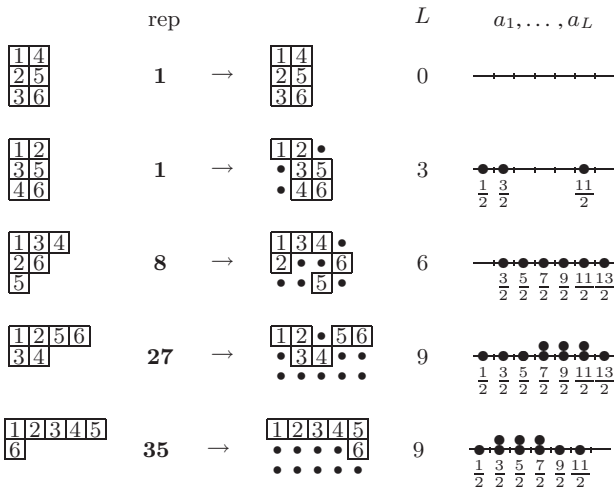 rep L a₁, . . . , a_L
1 4 1 4
2 5 1 → 2 5 0
3 6 3 6
1 2 1 2 •
3 5 1 → • 3 5 3
4 6 • 4 6
1/2 3/2 11/2
1 3 4 1 3 4 •
2 6 8 → 2 • • 6 6
5 • • 5 •
3/2 5/2 7/2 9/2 11/2 13/2
1 2 5 6 1 2 • 5 6
3 4 27 → • 3 4 • • 9
• • • • •
1/2 3/2 5/2 7/2 9/2 11/2 13/2
1 2 3 4 5 1 2 3 4 5
6 35 → • • • • 6 9
• • • • •
1/2 3/2 5/2 7/2 9/2 11/2